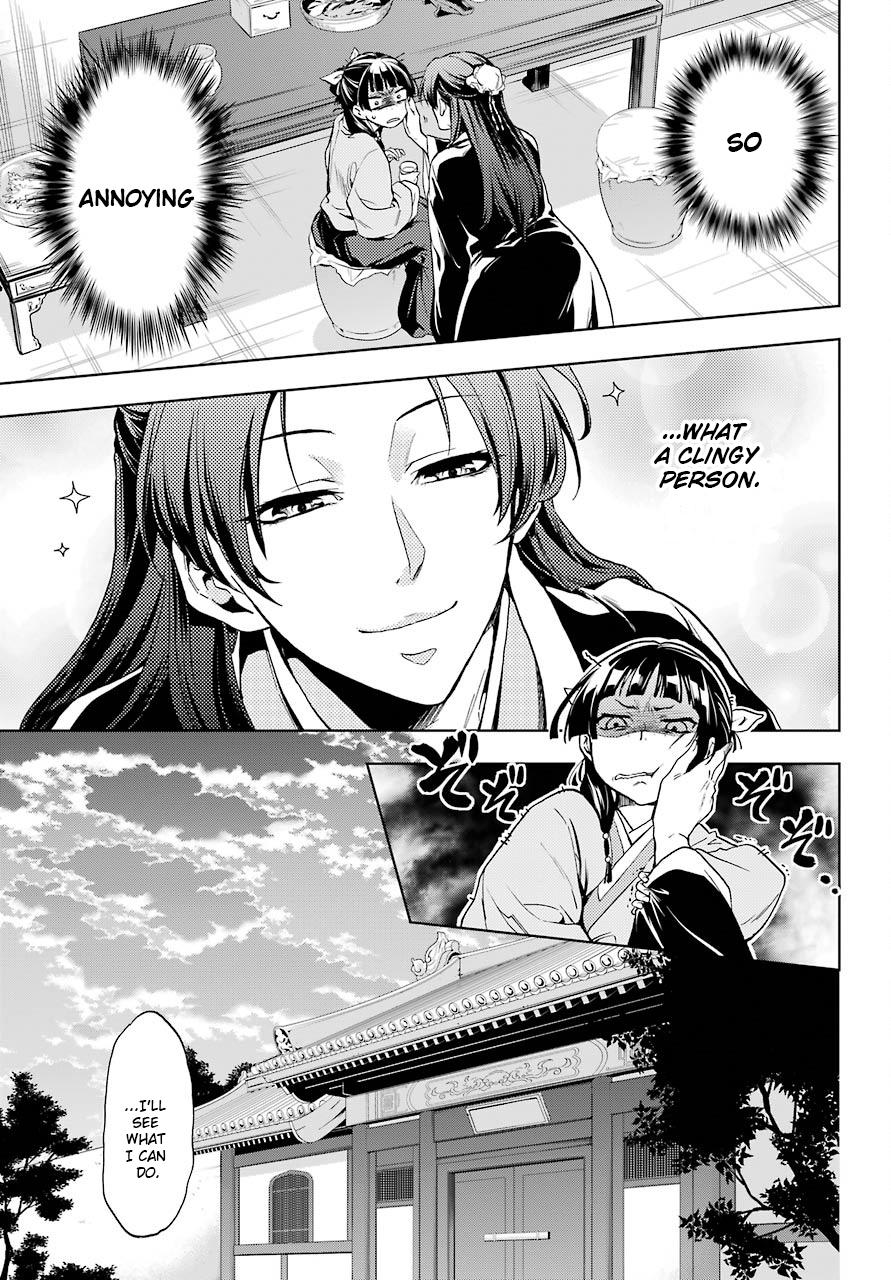 SO
ANNOYING
...WHAT
A CLINGY
PERSON.
ぞぞ
ぞぞ...
...I'LL
SEE
WHAT
I CAN
DO.